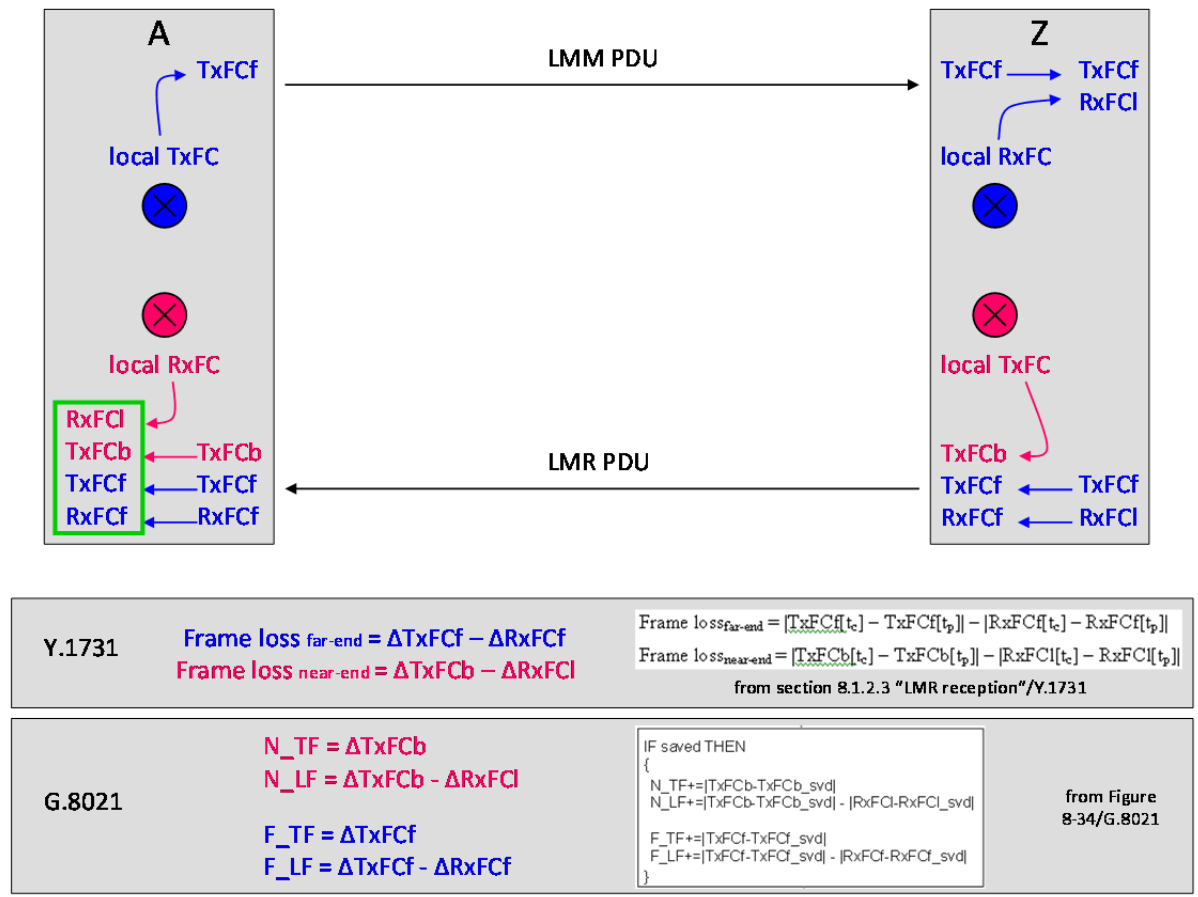 A
TxFCf
local TxFC
LMM PDU
Z
TxFCf TxFCf
RxFCl
local RxFC
local RxFC
RxFCl
TxFCb TxFCb
TxFCf TxFCf
RxFCf RxFCf
LMR PDU
local TxFC
TxFCb
TxFCf TxFCf
RxFCf RxFCl
Y.1731
Frame loss far-end = ΔTxFCf – ΔRxFCf
Frame loss near-end = ΔTxFCb – ΔRxFCl
Frame loss far-end = |TxFCf[tc] – TxFCf[tp]| – |RxFCf[tc] – RxFCf[tp]|
Frame loss near-end = |TxFCb[tc] – TxFCb[tp]| – |RxFCl[tc] – RxFCl[tp]|
from section 8.1.2.3 "LMR reception"/Y.1731
G.8021
N_TF = ΔTxFCb
N_LF = ΔTxFCb - ΔRxFCl
F_TF = ΔTxFCf
F_LF = ΔTxFCf - ΔRxFCf
IF saved THEN
{
N_TF+=|TxFCb-TxFCb_svd|
N_LF+=|TxFCb-TxFCb_svd| - |RxFCl-RxFCl_svd|
F_TF+=|TxFCf-TxFCf_svd|
F_LF+=|TxFCf-TxFCf_svd| - |RxFCf-RxFCf_svd|
}
from Figure
8-34/G.8021